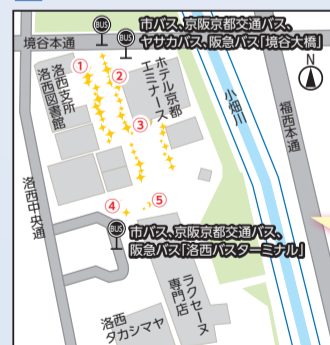 BUS
市バス、京阪京都交通バス、
BUS
ヤサカバス、阪急バス「境谷大橋」
境谷本通
N
①
②
洛西支所
洛西図書館
ホテル京都
エミナース
③
小畑川
福西本通
洛西中央通
④
⑤
BUS
市バス、京阪京都交通バス、
阪急バス「洛西バスターミナル」
ラクセーヌ
専門店
洛西
タカシマヤ